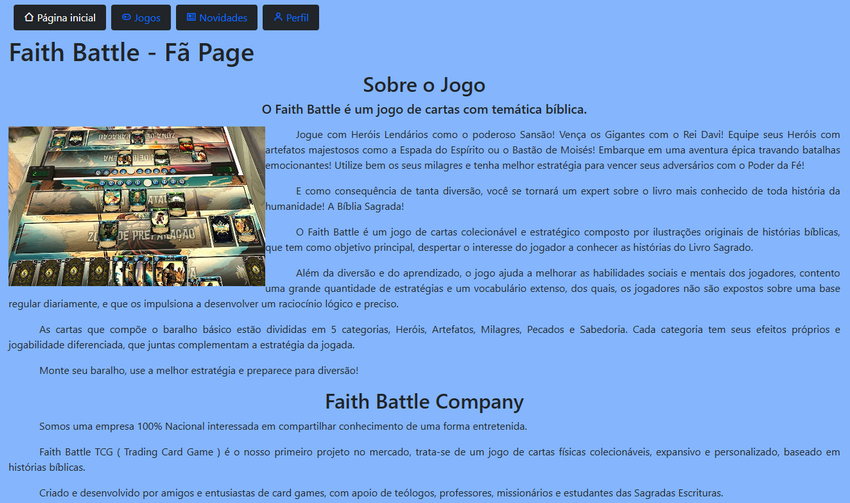 Página inicial
Jogos
Novidades
Perfil
Faith Battle - Fã Page
Sobre o Jogo
O Faith Battle é um jogo de cartas com temática bíblica.
Jogue com Heróis Lendários como o poderoso Sansão! Vença os Gigantes com o Rei Davi! Equipe seus Heróis com
artefatos majestosos como a Espada do Espírito ou o Bastão de Moisés! Embarque em uma aventura épica travando batalhas
emocionantes! Utilize bem os seus milagres e tenha melhor estratégia para vencer seus adversários com o Poder da Fé!
E como consequência de tanta diversão, você se tornará um expert sobre o livro mais conhecido de toda história da
humanidade! A Bíblia Sagrada!
O Faith Battle é um jogo de cartas colecionável e estratégico composto por ilustrações originais de histórias bíblicas,
que tem como objetivo principal, despertar o interesse do jogador a conhecer as histórias do Livro Sagrado.
Além da diversão e do aprendizado, o jogo ajuda a melhorar as habilidades sociais e mentais dos jogadores, contento
uma grande quantidade de estratégias e um vocabulário extenso, dos quais, os jogadores não são expostos sobre uma base
regular diariamente, e que os impulsiona a desenvolver um raciocínio lógico e preciso.
As cartas que compõe o baralho básico estão divididas em 5 categorias, Heróis, Artefatos, Milagres, Pecados e Sabedoria. Cada categoria tem seus efeitos próprios e
jogabilidade diferenciada, que juntas complementam a estratégia da jogada.
Monte seu baralho, use a melhor estratégia e preparece para diversão!
Faith Battle Company
Somos uma empresa 100% Nacional interessada em compartilhar conhecimento de uma forma entretenida.
Faith Battle TCG ( Trading Card Game ) é o nosso primeiro projeto no mercado, trata-se de um jogo de cartas físicas colecionáveis, expansivo e personalizado, baseado em
histórias bíblicas.
Criado e desenvolvido por amigos e entusiastas de card games, com apoio de teólogos, professores, missionários e estudantes das Sagradas Escrituras.